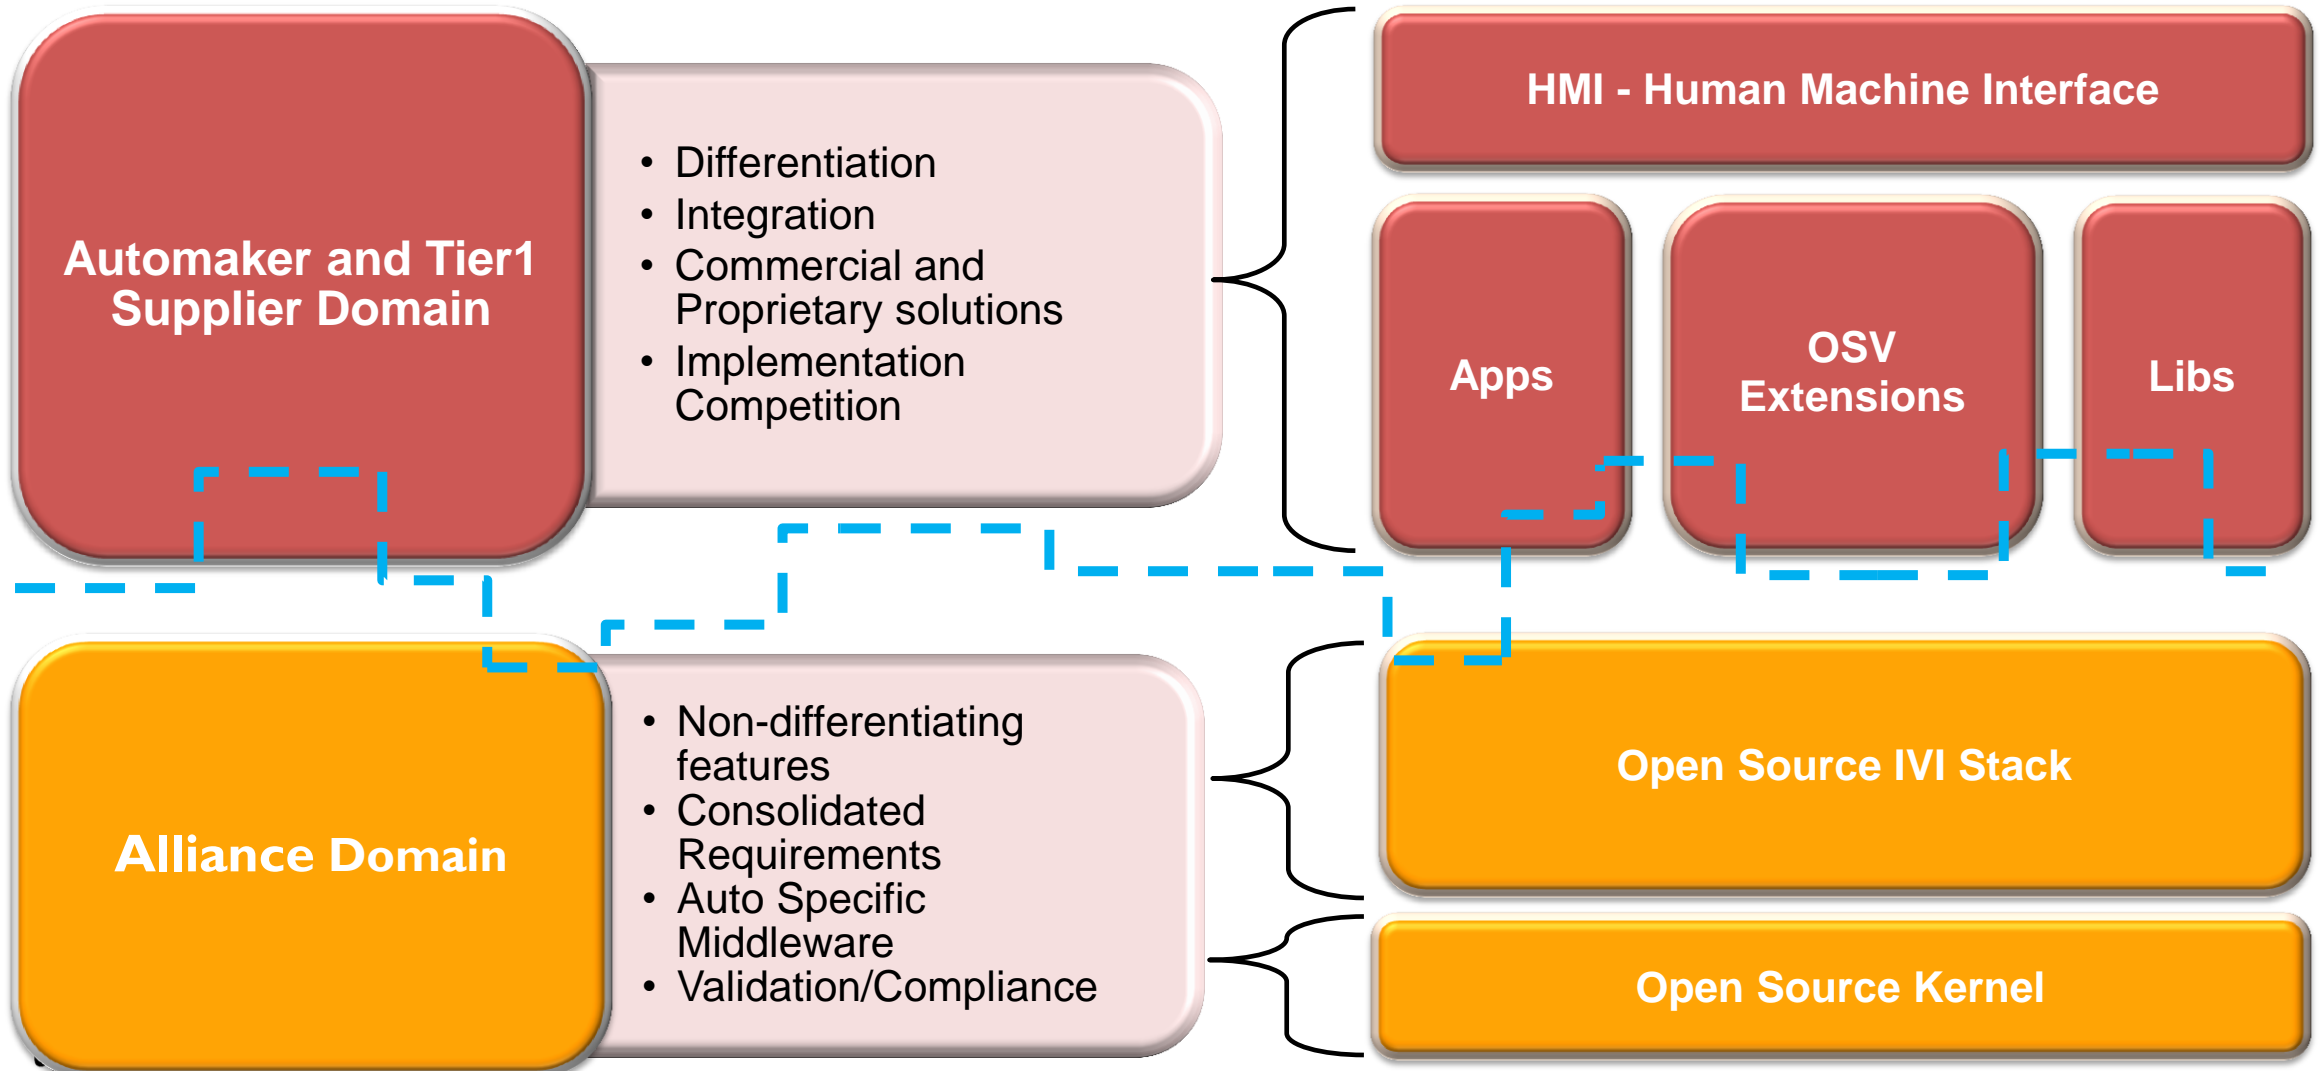 Automaker and Tier1
Supplier Domain
• Differentiation
• Integration
• Commercial and
Proprietary solutions
• Implementation
Competition
HMI - Human Machine Interface
Apps
OSV
Extensions
Libs
Alliance Domain
• Non-differentiating
features
• Consolidated
Requirements
• Auto Specific
Middleware
• Validation/Compliance
Open Source IVI Stack
Open Source Kernel